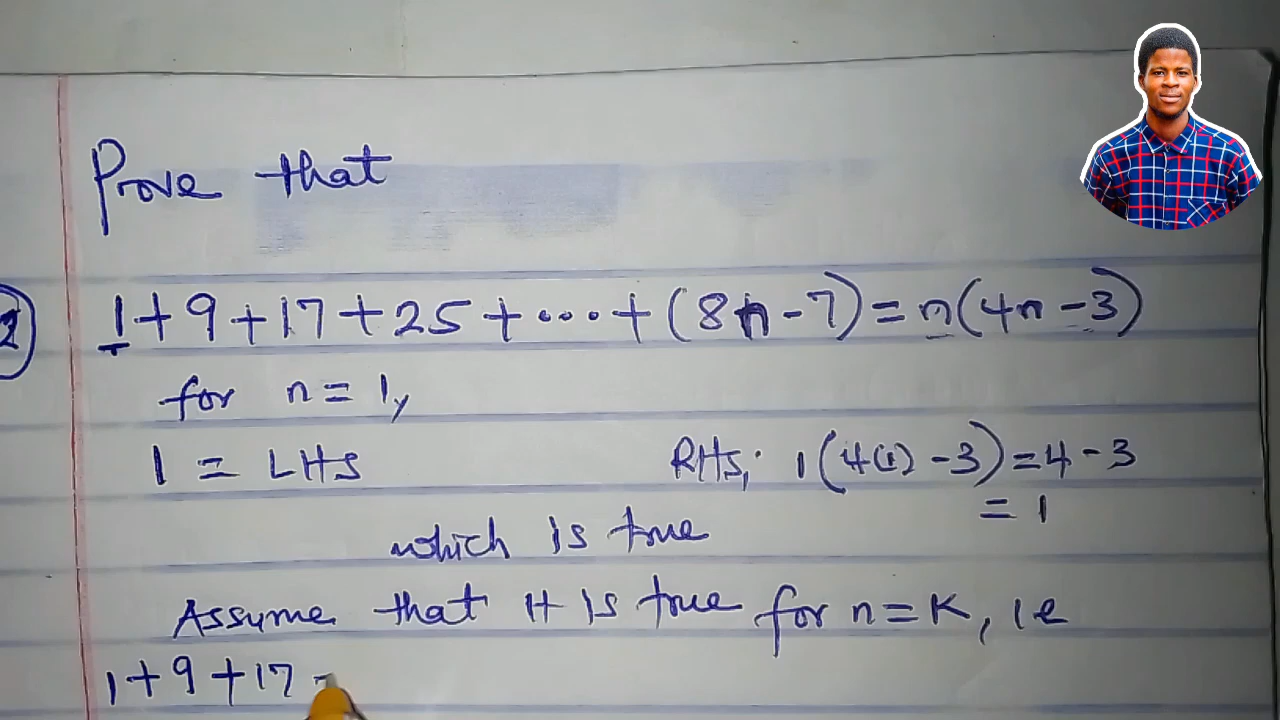 Prove that
2) 1+9+17+25+...+(8n-7)=n(4n-3)
for n=1,
1 = LHS RHS; 1(4(1)-3)=4-3
= 1
which is true
Assume that it is true for n=K, ie
1+9+17